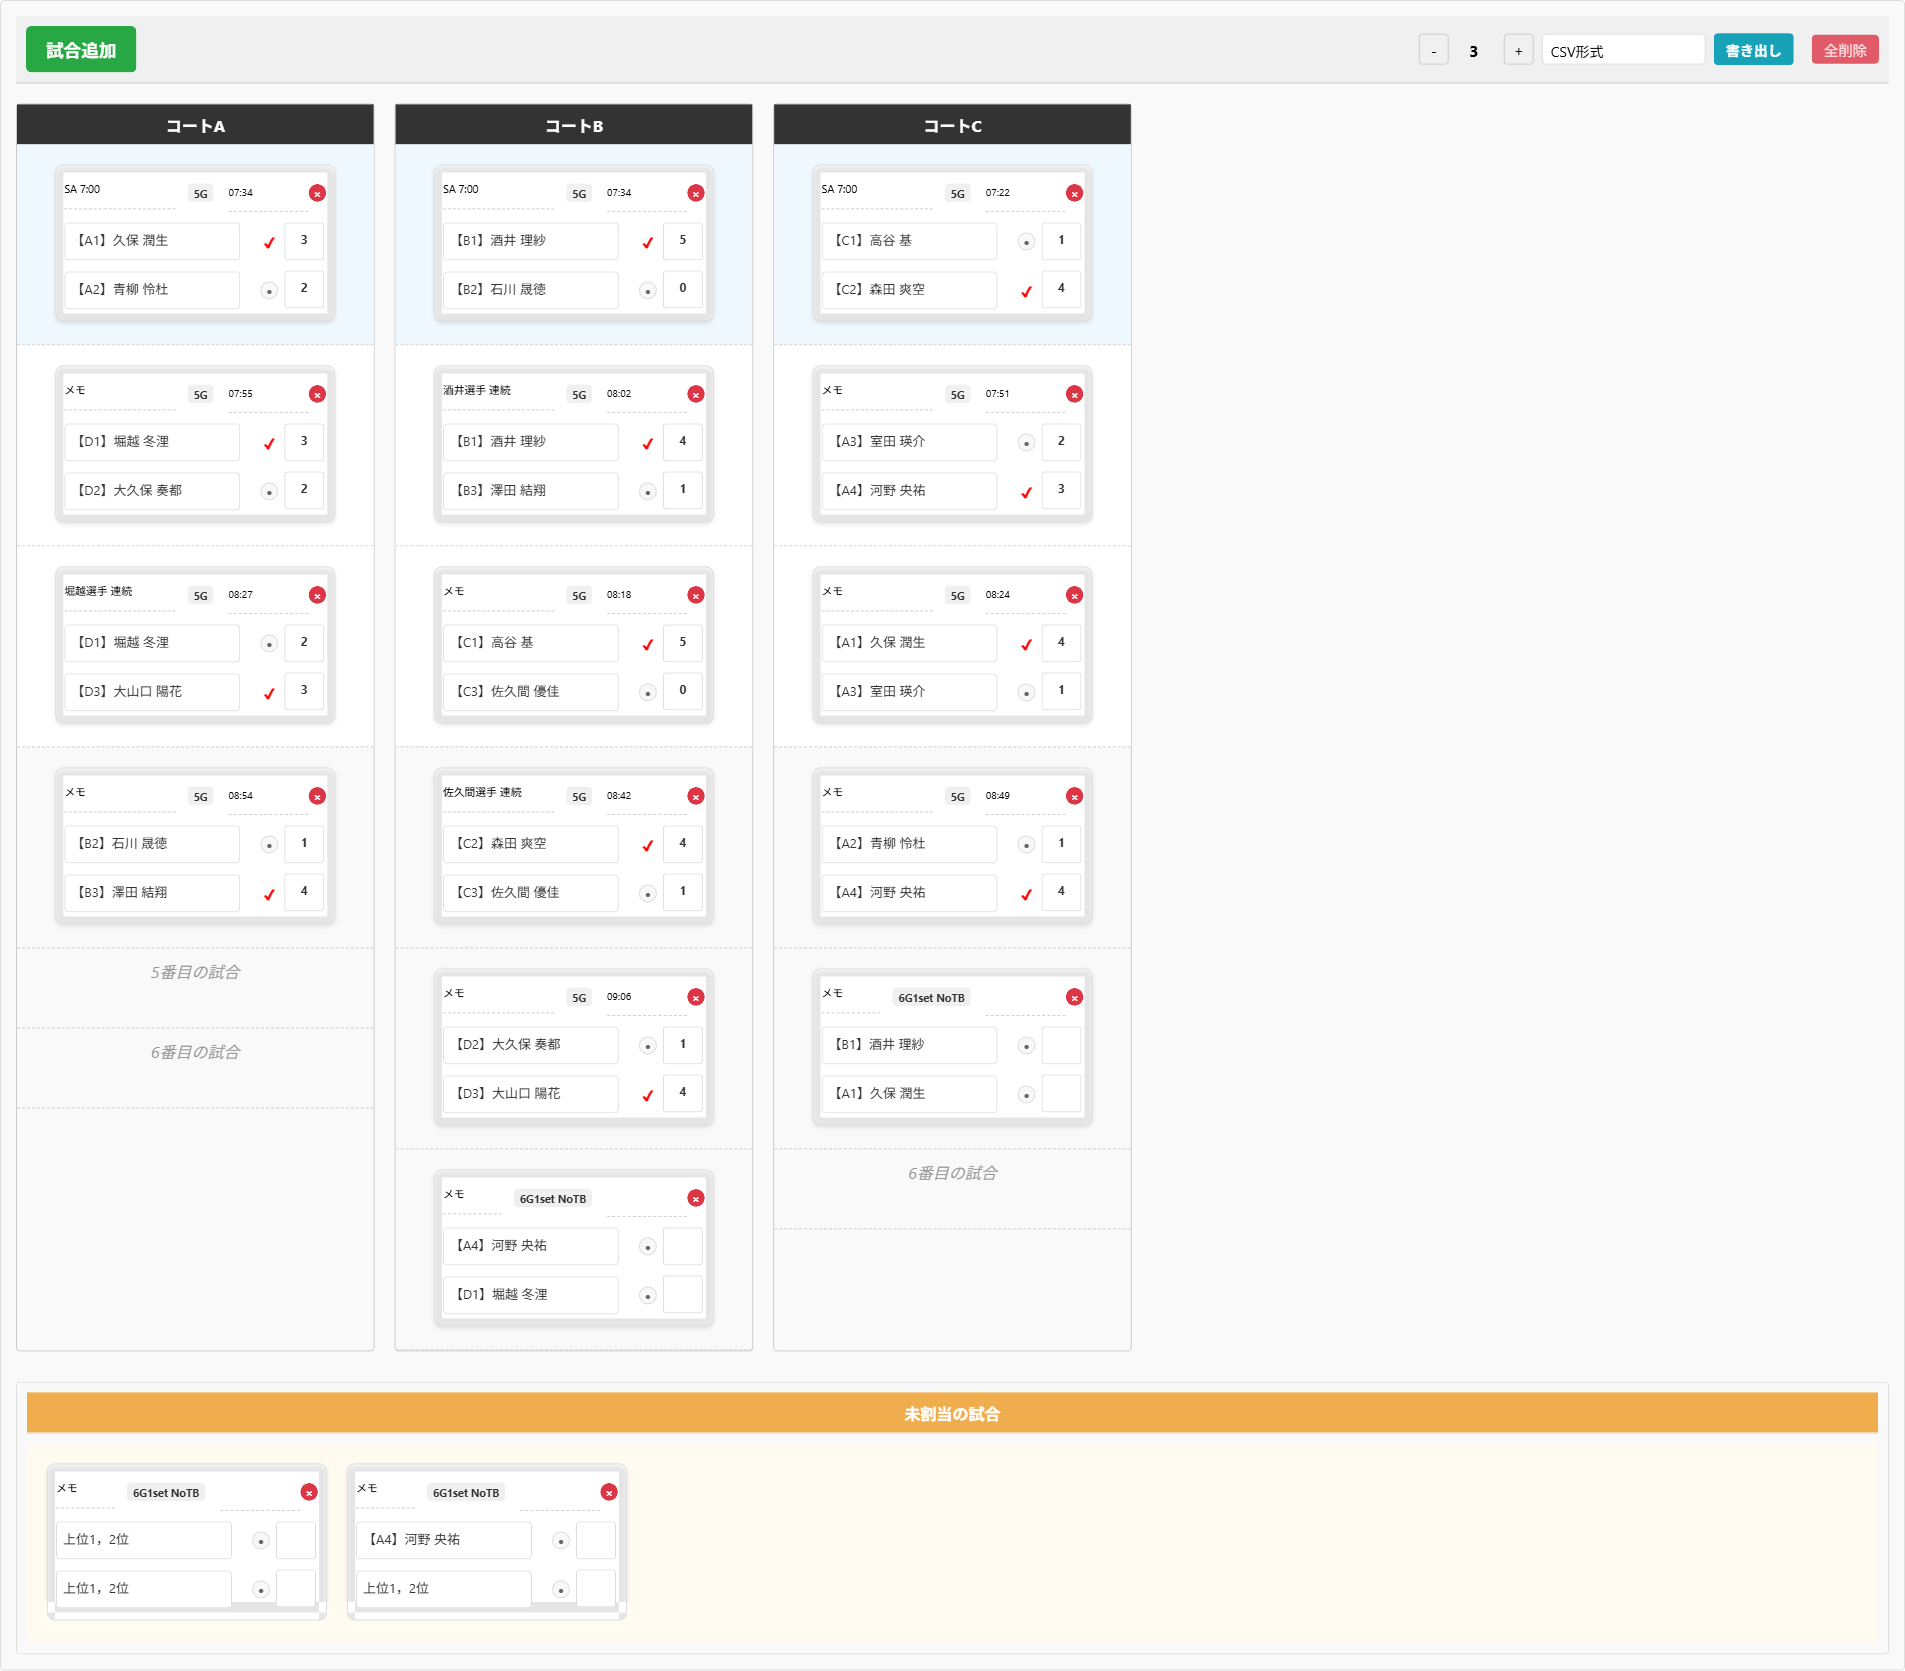 試合追加
- 3 + CSV形式 書き出し 全削除
コートA
SA 7:00 5G 07:34
【A1】久保 潤生 3
【A2】青柳 怜杜 2
メモ 5G 07:55
【D1】堀越 冬浬 3
【D2】大久保 奏都 2
堀越選手 連続 5G 08:27
【D1】堀越 冬浬 2
【D3】大山口 陽花 3
メモ 5G 08:54
【B2】石川 晟徳 1
【B3】澤田 結翔 4
5番目の試合
6番目の試合
コートB
SA 7:00 5G 07:34
【B1】酒井 理紗 5
【B2】石川 晟徳 0
酒井選手 連続 5G 08:02
【B1】酒井 理紗 4
【B3】澤田 結翔 1
メモ 5G 08:18
【C1】高谷 基 5
【C3】佐久間 優佳 0
佐久間選手 連続 5G 08:42
【C2】森田 爽空 4
【C3】佐久間 優佳 1
メモ 5G 09:06
【D2】大久保 奏都 1
【D3】大山口 陽花 4
メモ 6G1set NoTB
【A4】河野 央祐
【D1】堀越 冬浬
コートC
SA 7:00 5G 07:22
【C1】高谷 基 1
【C2】森田 爽空 4
メモ 5G 07:51
【A3】室田 瑛介 2
【A4】河野 央祐 3
メモ 5G 08:24
【A1】久保 潤生 4
【A3】室田 瑛介 1
メモ 5G 08:49
【A2】青柳 怜杜 1
【A4】河野 央祐 4
メモ 6G1set NoTB
【B1】酒井 理紗
【A1】久保 潤生
6番目の試合
未割当の試合
メモ 6G1set NoTB
上位1，2位
上位1，2位
メモ 6G1set NoTB
【A4】河野 央祐
上位1，2位